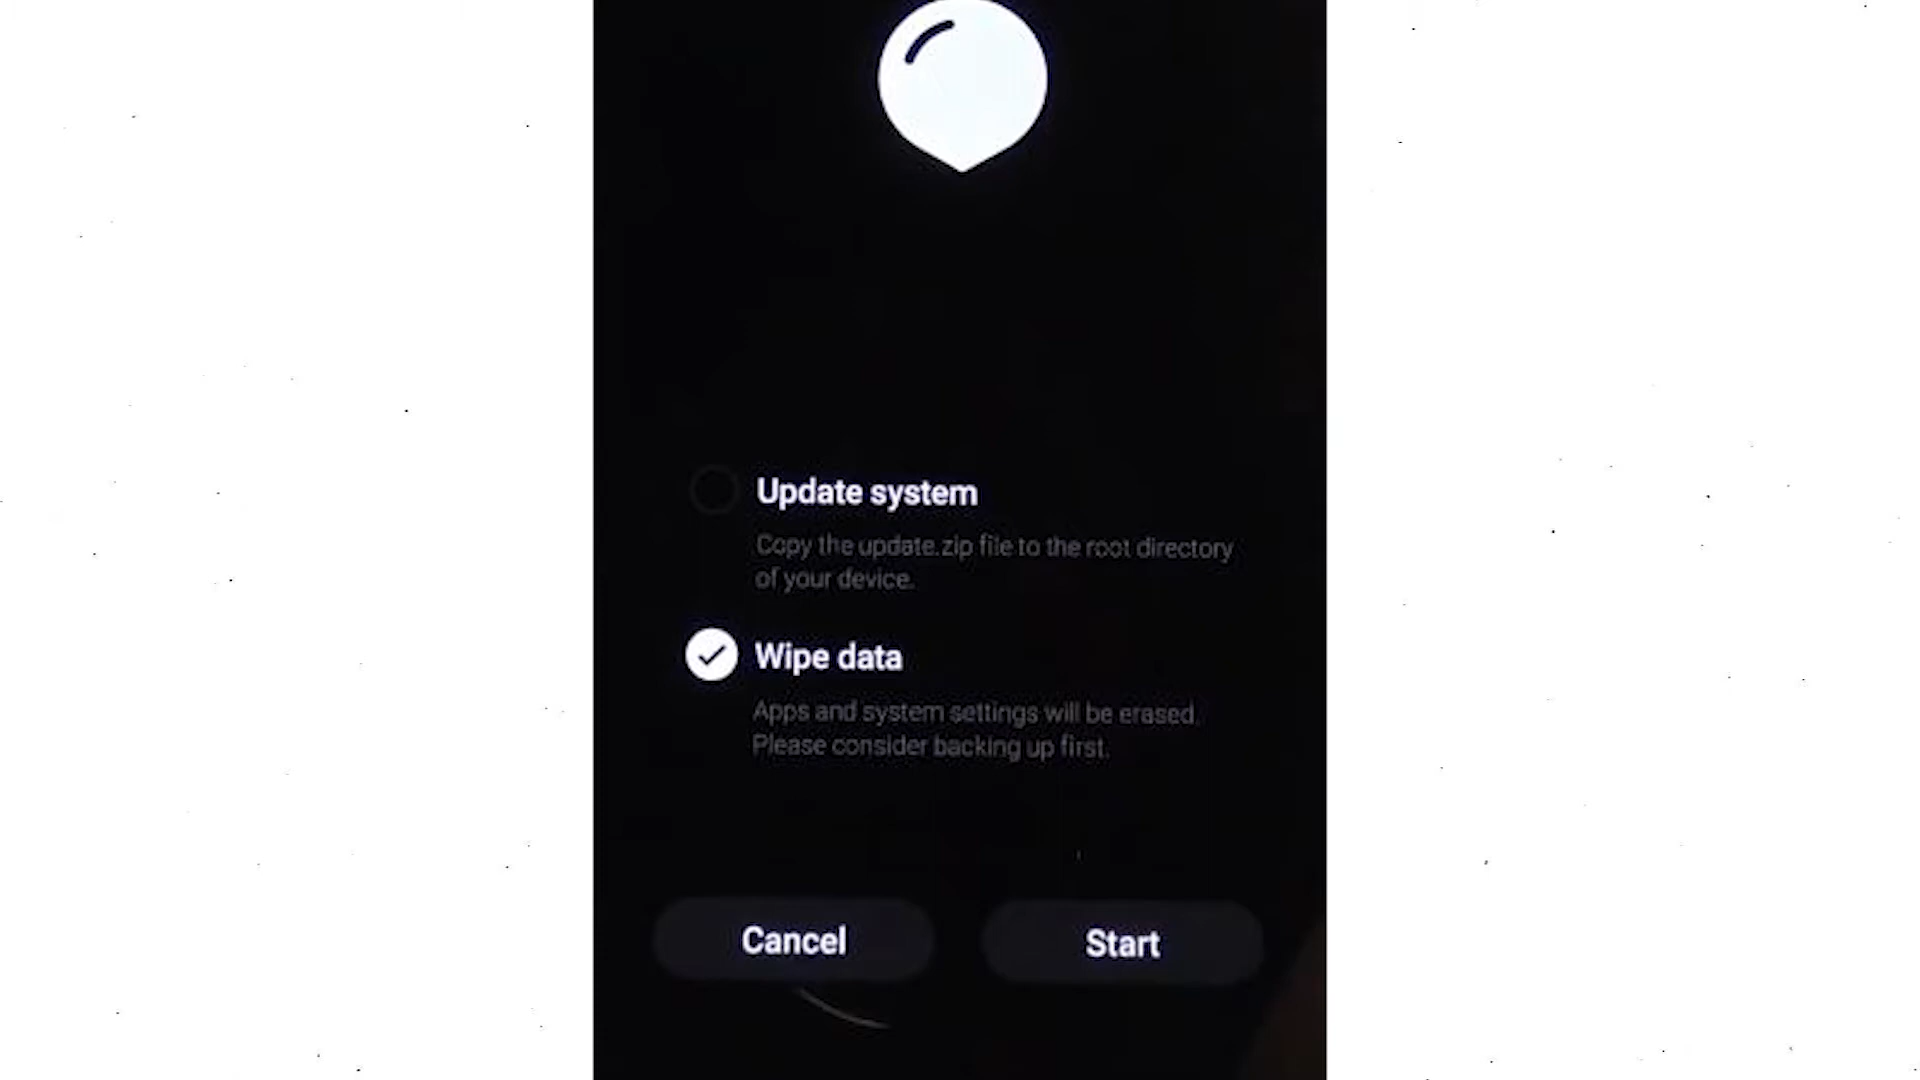 Update system
Copy the update.zip file to the root directory
of your device.
Wipe data
Apps and system settings will be erased.
Please consider backing up first.
Cancel
Start